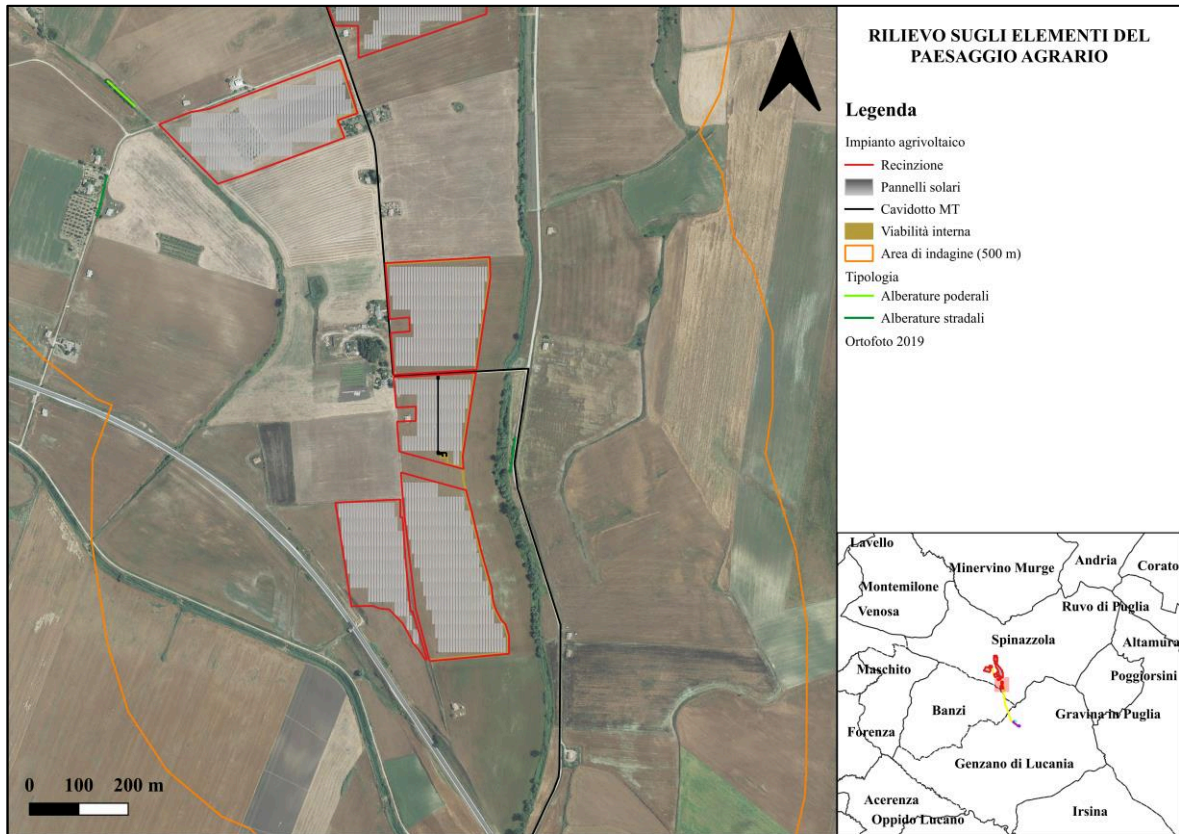 RILIEVO SUGLI ELEMENTI DEL
PAESAGGIO AGRARIO
Legenda
Impianto agrivoltaico
Recinzione
Pannelli solari
Cavidotto MT
Viabilità interna
Area di indagine (500 m)
Tipologia
Alberature poderali
Alberature stradali
Ortofoto 2019
0 100 200 m
Lavello
Minervino Murge
Andria
Corato
Montemilone
Venosa
Ruvo di Puglia
Spinazzola
Altamura
Maschito
Poggiorsini
Banzi
Gravina in Puglia
Forenza
Genzano di Lucania
Acerenza
Oppido Lucano
Irsina